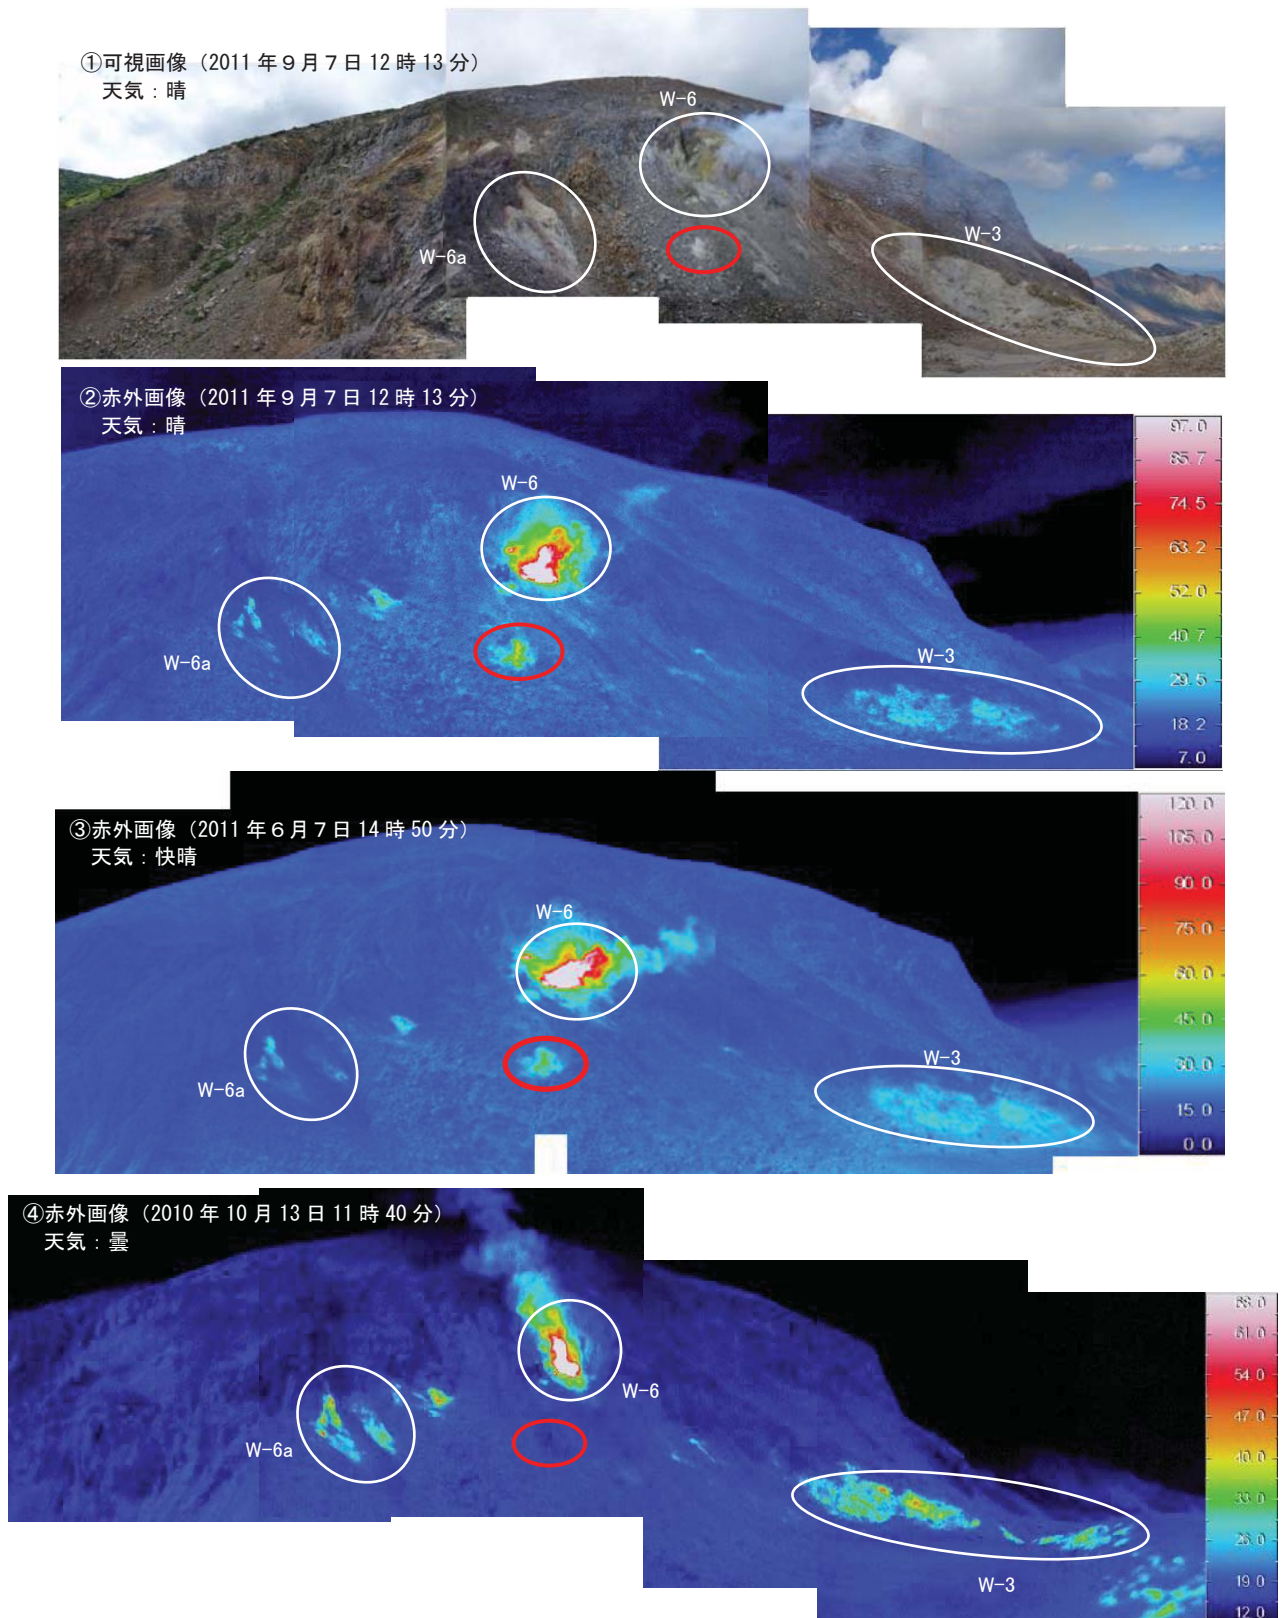 ①可視画像（2011年９月７日12時13分）
天気：晴
W-6
W-6a
W-3
②赤外画像（2011年９月７日12時13分）
天気：晴
W-6
W-6a
W-3
97.0
85.7
74.5
63.2
52.0
40.7
29.5
18.2
7.0
③赤外画像（2011年６月７日14時50分）
天気：快晴
W-6
W-6a
W-3
120.0
105.0
90.0
75.0
60.0
45.0
30.0
15.0
0.0
④赤外画像（2010年10月13日11時40分）
天気：曇
W-6
W-6a
W-3
68.0
61.0
54.0
47.0
40.0
33.0
26.0
19.0
12.0